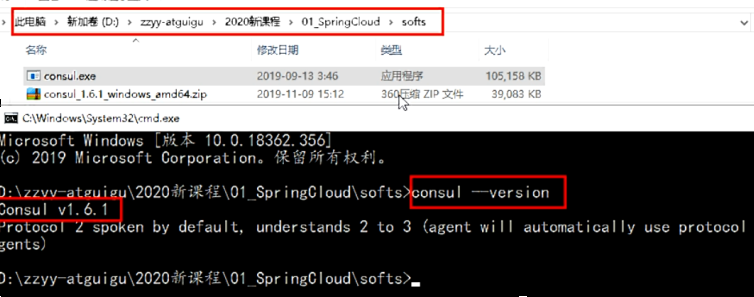 此电脑 > 新加卷 (D:) > zzyy-atguigu > 2020新课程 > 01_SpringCloud > softs
名称 修改日期 类型 大小
consul.exe 2019-09-13 3:46 应用程序 105,158 KB
consul_1.6.1_windows_amd64.zip 2019-11-09 15:12 360压缩 ZIP 文件 39,083 KB
C:\Windows\System32\cmd.exe
Microsoft Windows [版本 10.0.18362.356]
(c) 2019 Microsoft Corporation。保留所有权利。
D:\zzyy-atguigu\2020新课程\01_SpringCloud\softs>consul --version
Consul v1.6.1
Protocol 2 spoken by default, understands 2 to 3 (agent will automatically use protocol
gents)
D:\zzyy-atguigu\2020新课程\01_SpringCloud\softs>_